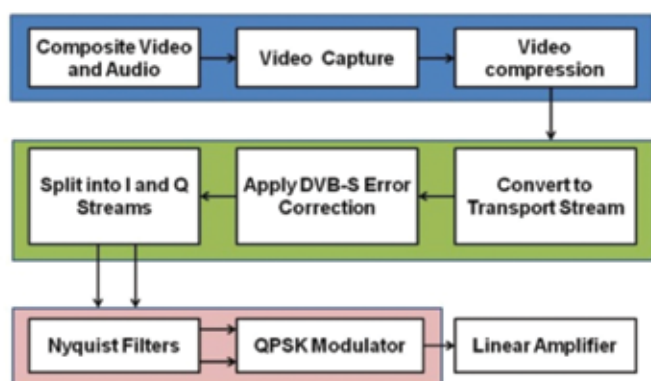 Composite Video
and Audio
Video Capture
Video
compression
Split into I and Q
Streams
Apply DVB-S Error
Correction
Convert to
Transport Stream
Nyquist Filters
QPSK Modulator
Linear Amplifier